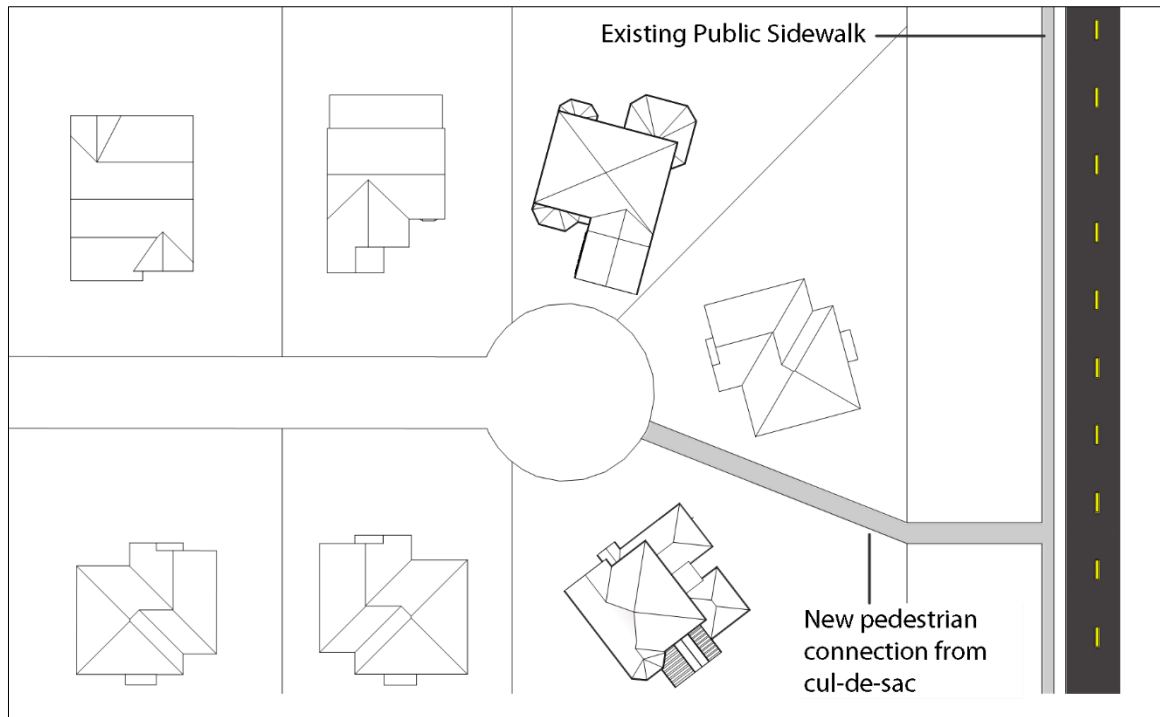 Existing Public Sidewalk
New pedestrian
connection from
cul-de-sac